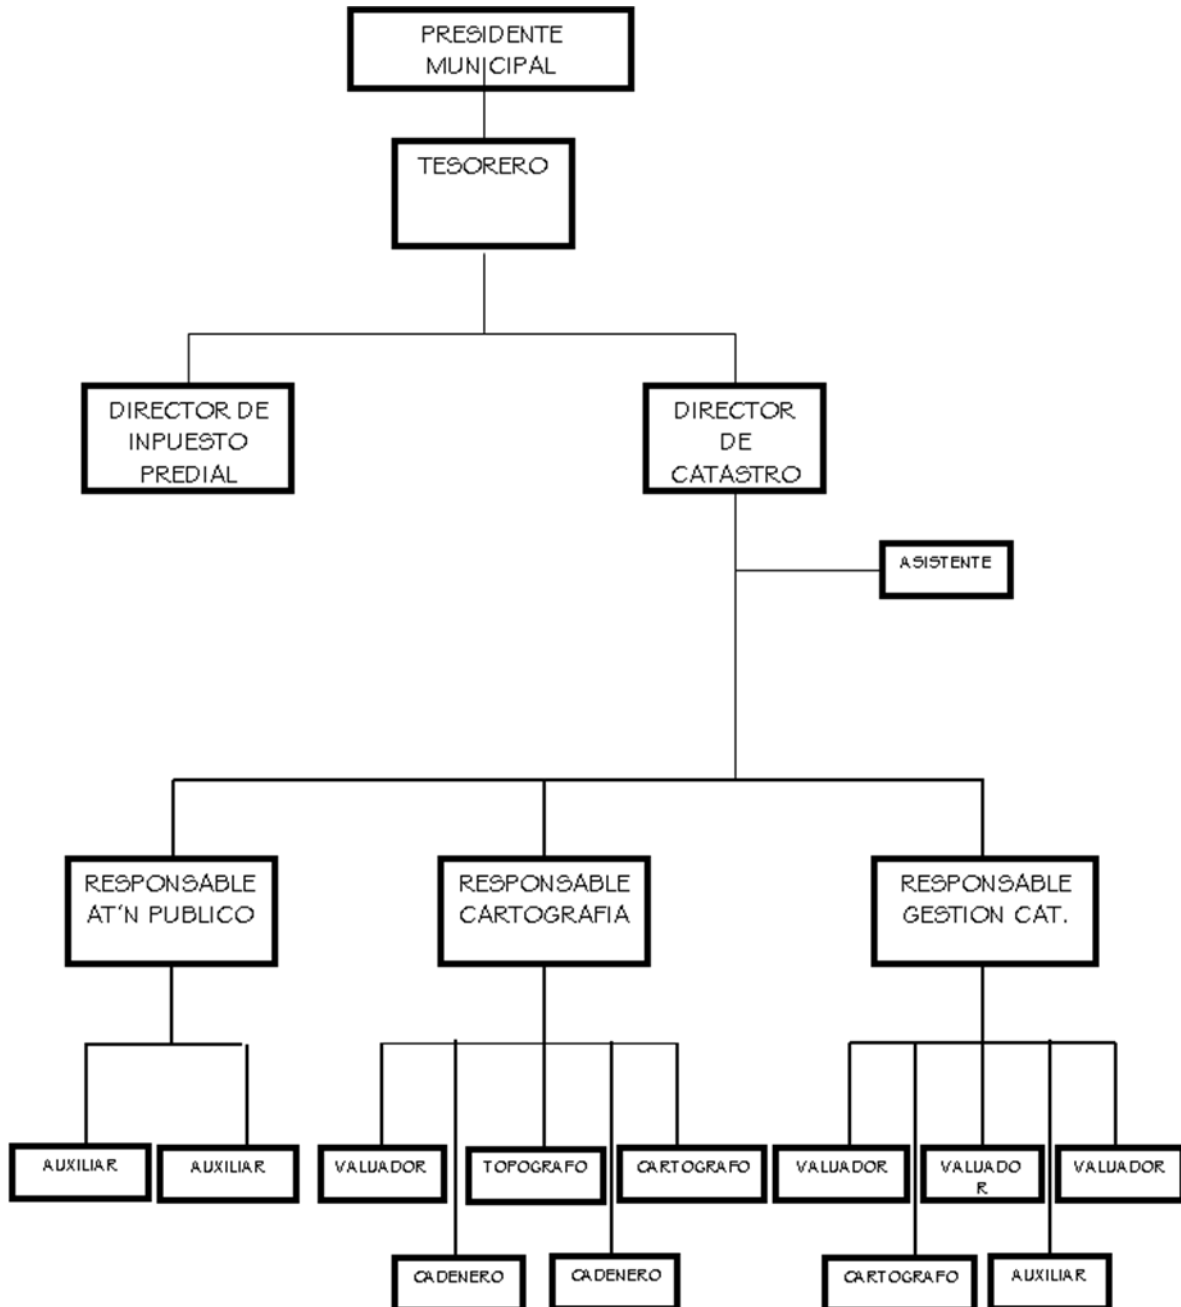 PRESIDENTE
MUNICIPAL
TESORERO
DIRECTOR DE
INPUESTO
PREDIAL
DIRECTOR
DE
CATASTRO
ASISTENTE
RESPONSABLE
AT'N PUBLICO
RESPONSABLE
CARTOGRAFIA
RESPONSABLE
GESTION CAT.
AUXILIAR
AUXILIAR
VALUADOR
TOPOGRAFO
CARTOGRAFO
VALUADOR
VALUADO
R
VALUADOR
CADENERO
CADENERO
CARTOGRAFO
AUXILIAR